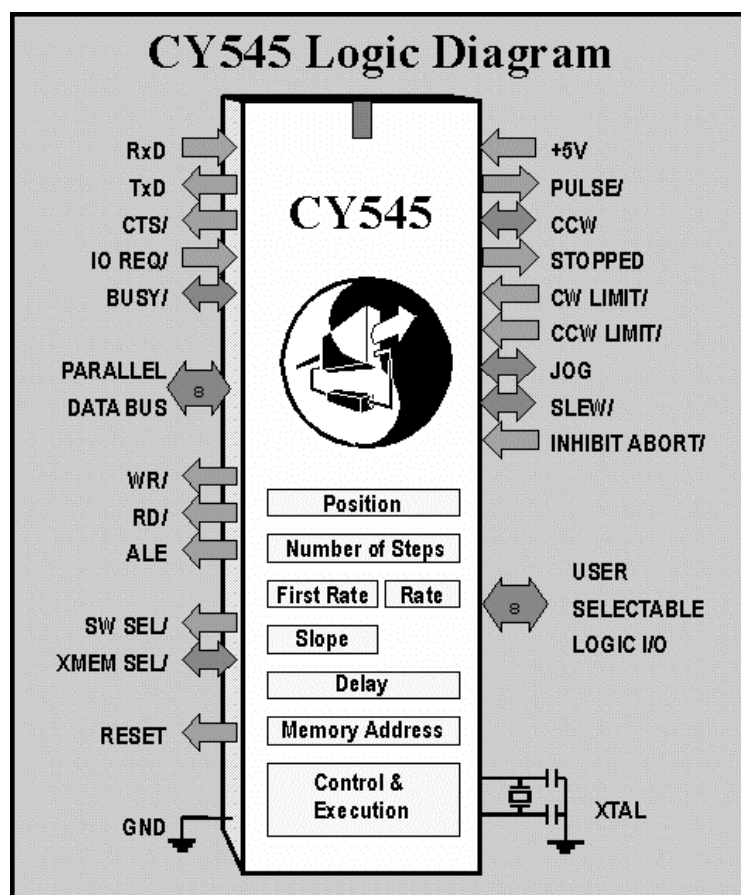 CY545 Logic Diagram
RxD
TxD
CTS/
IO REQ/
BUSY/
PARALLEL
DATA BUS
8
WR/
RD/
ALE
SW SEL/
XMEM SEL/
RESET
GND
CY545
Position
Number of Steps
First Rate
Rate
Slope
Delay
Memory Address
Control &
Execution
+5V
PULSE/
CCW
STOPPED
CW LIMIT/
CCW LIMIT/
JOG
SLEW/
INHIBIT ABORT/
8
USER
SELECTABLE
LOGIC I/O
XTAL